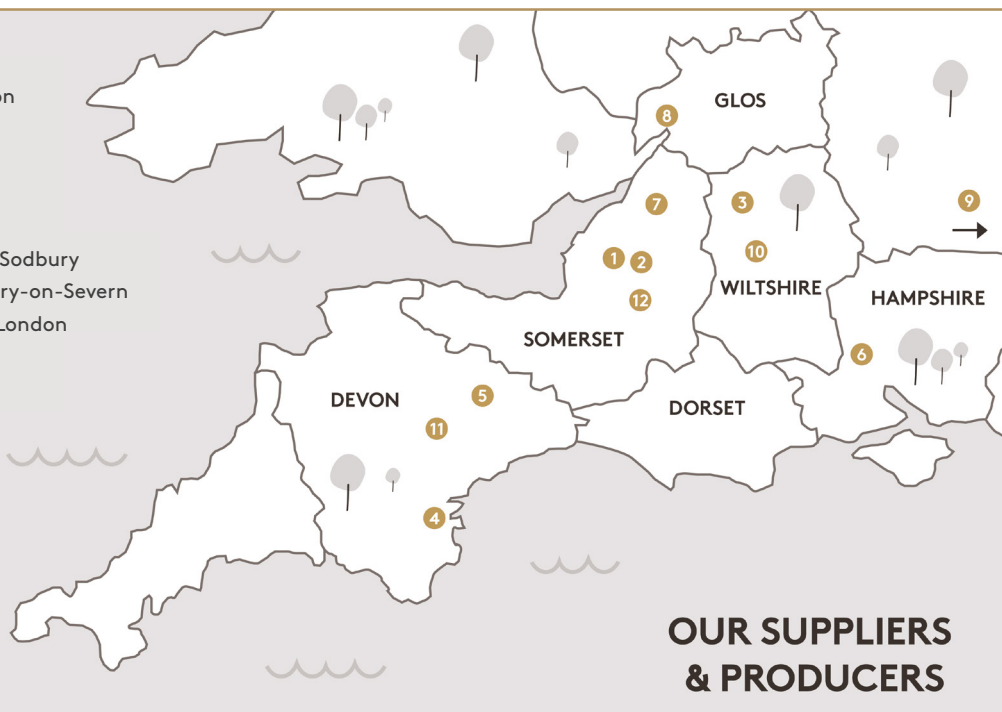 on
Sodbury
ry-on-Severn
London
GLOS
8
7
3
9
1
2
10
WILTSHIRE
12
HAMPSHIRE
SOMERSET
6
DEVON
5
DORSET
11
4
OUR SUPPLIERS
& PRODUCERS